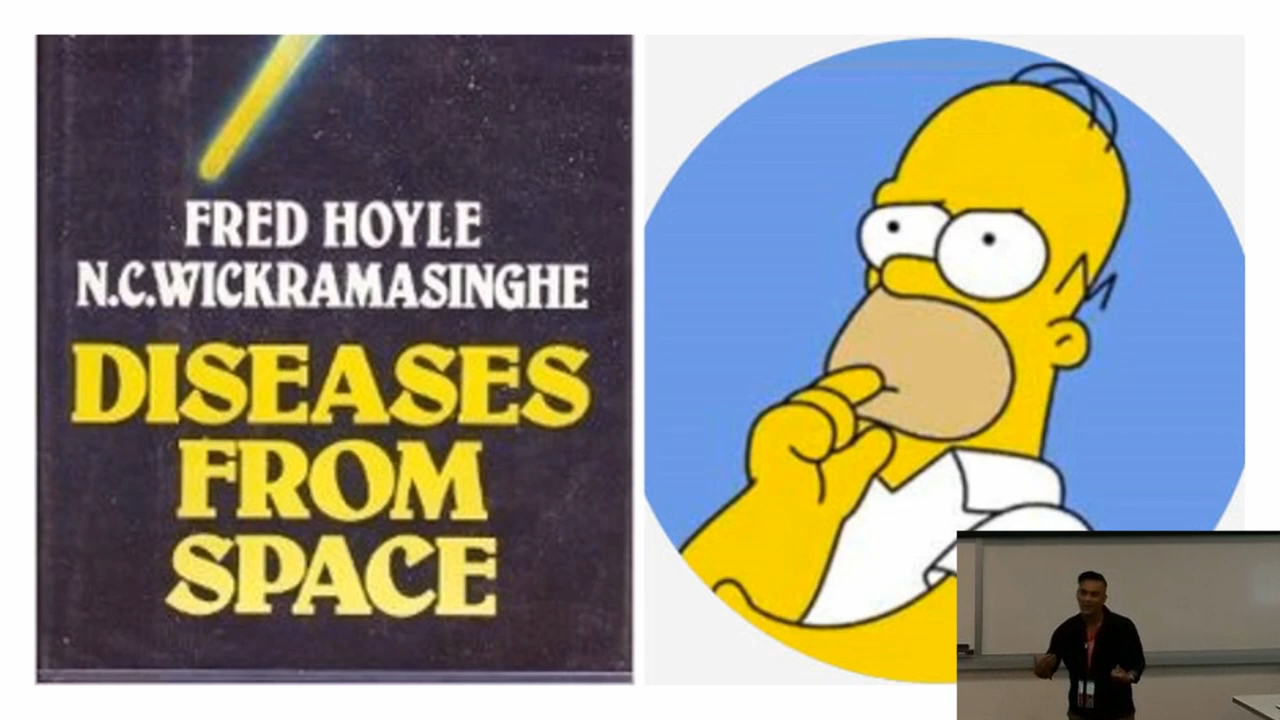 FRED HOYLE
N.C.WICKRAMASINGHE
DISEASES
FROM
SPACE